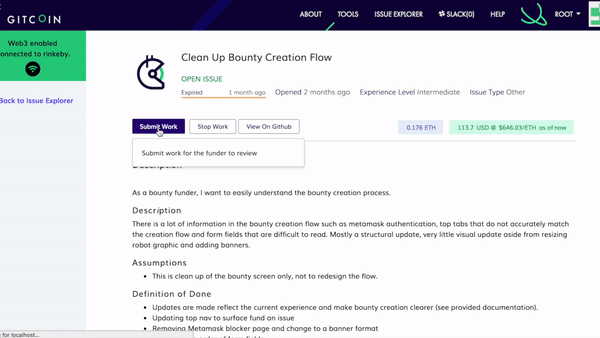 GITCOIN
ABOUT TOOLS ISSUE EXPLORER SLACK(0) HELP ROOT
Web3 enabled
onnected to rinkeby.
Back to Issue Explorer
Clean Up Bounty Creation Flow
OPEN ISSUE
Expired 1 month ago Opened 2 months ago Experience Level Intermediate Issue Type Other
Submit Work Stop Work View On Github 0.176 ETH 113.7 USD @ $646.03/ETH as of now
Submit work for the funder to review
Description
As a bounty funder, I want to easily understand the bounty creation process.
Description
There is a lot of information in the bounty creation flow such as metamask authentication, top tabs that do not accurately match
the creation flow and form fields that are difficult to read. Mostly a structural update, very little visual update aside from resizing
robot graphic and adding banners.
Assumptions
• This is clean up of the bounty screen only, not to redesign the flow.
Definition of Done
• Updates are made reflect the current experience and make bounty creation clearer (see provided documentation).
• Updating top nav to surface fund an issue
• Removing Metamask blocker page and change to a banner format
of form fields
g for localhost...